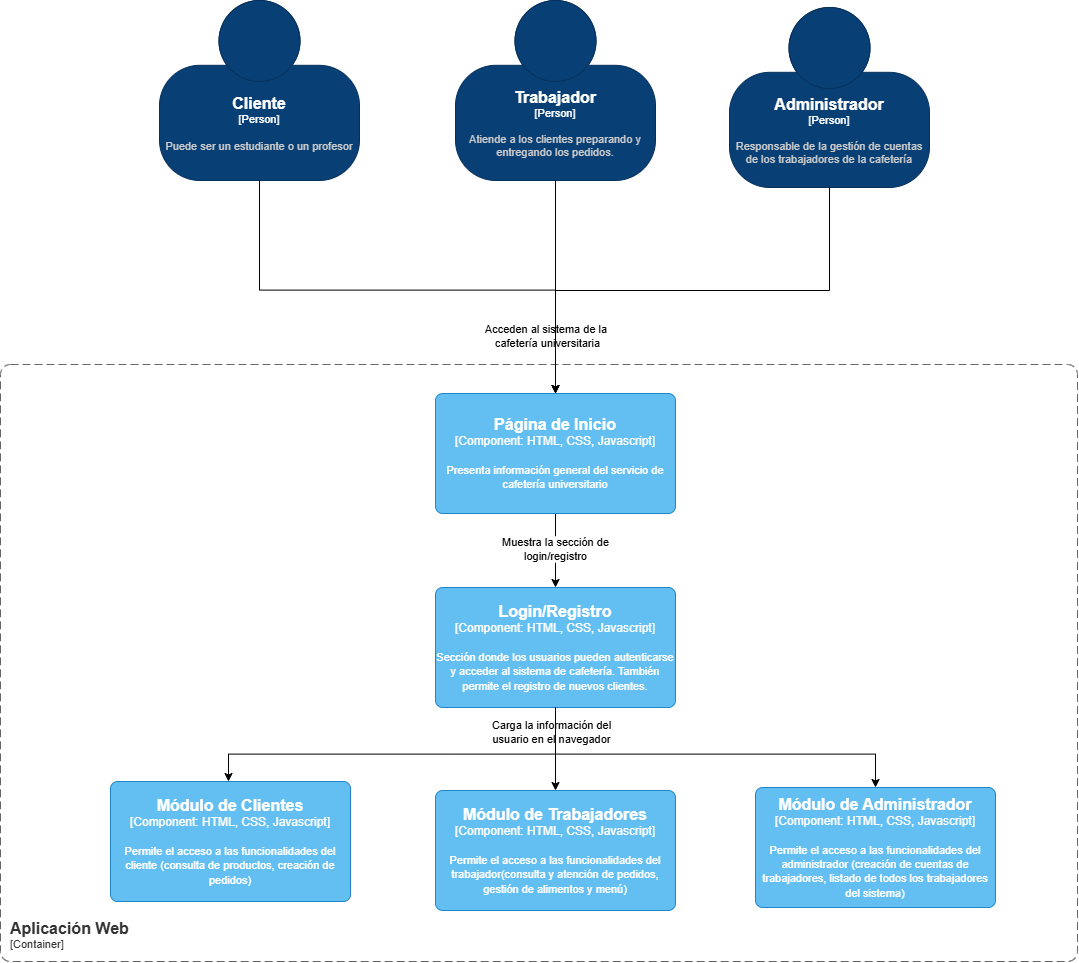 Cliente
[Person]
Puede ser un estudiante o un profesor
Trabajador
[Person]
Atiende a los clientes preparando y
entregando los pedidos.
Administrador
[Person]
Responsable de la gestión de cuentas
de los trabajadores de la cafetería
Acceden al sistema de la
cafetería universitaria
Página de Inicio
[Component: HTML, CSS, Javascript]
Presenta información general del servicio de
cafetería universitario
Muestra la sección de
login/registro
Login/Registro
[Component: HTML, CSS, Javascript]
Sección donde los usuarios pueden autenticarse
y acceder al sistema de cafetería. También
permite el registro de nuevos clientes.
Carga la información del
usuario en el navegador
Módulo de Clientes
[Component: HTML, CSS, Javascript]
Permite el acceso a las funcionalidades del
cliente (consulta de productos, creación de
pedidos)
Módulo de Trabajadores
[Component: HTML, CSS, Javascript]
Permite el acceso a las funcionalidades del
trabajador(consulta y atención de pedidos,
gestión de alimentos y menú)
Módulo de Administrador
[Component: HTML, CSS, Javascript]
Permite el acceso a las funcionalidades del
administrador (creación de cuentas de
trabajadores, listado de todos los trabajadores
del sistema)
Aplicación Web
[Container]